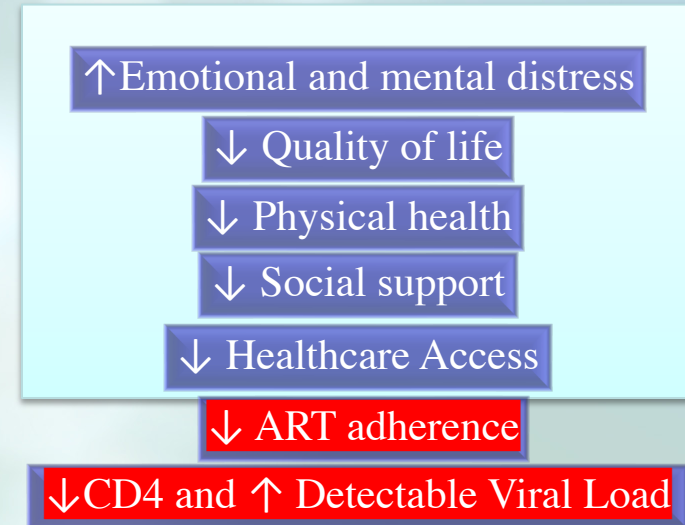 ↑Emotional and mental distress
↓ Quality of life
↓ Physical health
↓ Social support
↓ Healthcare Access
↓ ART adherence
↓CD4 and ↑ Detectable Viral Load